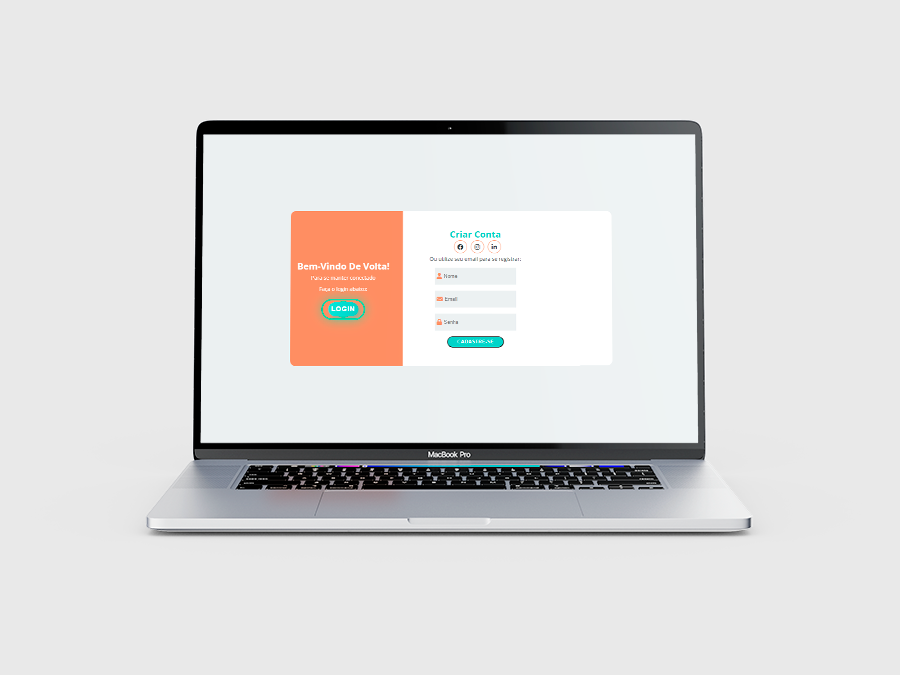 Bem-Vindo De Volta!
Para se manter conectado
Faça o login abaixo
LOGIN
Criar Conta
Ou utilize seu email para se registrar:
Nome
Email
Senha
CADASTRE-SE
MacBook Pro